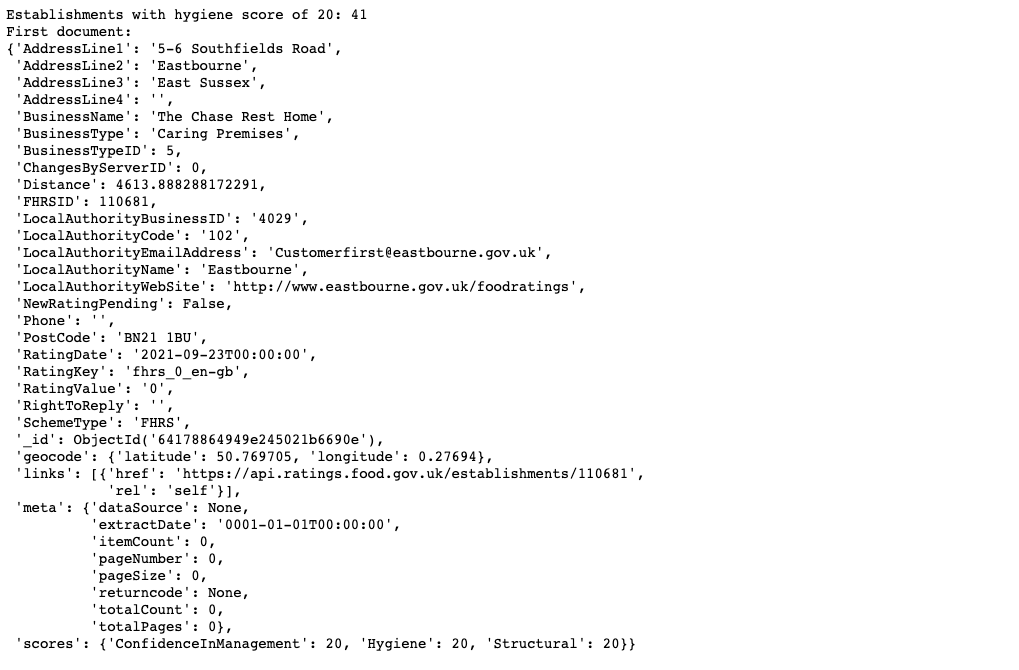 Establishments with hygiene score of 20: 41
First document:
{'AddressLine1': '5-6 Southfields Road',
 'AddressLine2': 'Eastbourne',
 'AddressLine3': 'East Sussex',
 'AddressLine4': '',
 'BusinessName': 'The Chase Rest Home',
 'BusinessType': 'Caring Premises',
 'BusinessTypeID': 5,
 'ChangesByServerID': 0,
 'Distance': 4613.888288172291,
 'FHRSID': 110681,
 'LocalAuthorityBusinessID': '4029',
 'LocalAuthorityCode': '102',
 'LocalAuthorityEmailAddress': 'Customerfirst@eastbourne.gov.uk',
 'LocalAuthorityName': 'Eastbourne',
 'LocalAuthorityWebSite': 'http://www.eastbourne.gov.uk/foodratings',
 'NewRatingPending': False,
 'Phone': '',
 'PostCode': 'BN21 1BU',
 'RatingDate': '2021-09-23T00:00:00',
 'RatingKey': 'fhrs_0_en-gb',
 'RatingValue': '0',
 'RightToReply': '',
 'SchemeType': 'FHRS',
 '_id': ObjectId('64178864949e245021b6690e'),
 'geocode': {'latitude': 50.769705, 'longitude': 0.27694},
 'links': [{'href': 'https://api.ratings.food.gov.uk/establishments/110681',
            'rel': 'self'}],
 'meta': {'dataSource': None,
          'extractDate': '0001-01-01T00:00:00',
          'itemCount': 0,
          'pageNumber': 0,
          'pageSize': 0,
          'returncode': None,
          'totalCount': 0,
          'totalPages': 0},
 'scores': {'ConfidenceInManagement': 20, 'Hygiene': 20, 'Structural': 20}}